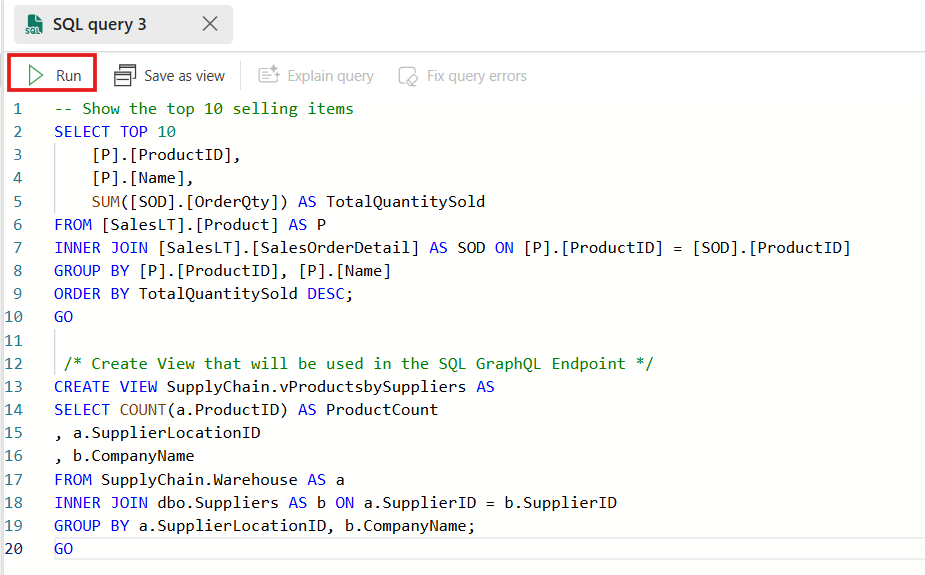 SQL query 3
Run Save as view Explain query Fix query errors
1 -- Show the top 10 selling items
2 SELECT TOP 10
3 [P].[ProductID],
4 [P].[Name],
5 SUM([SOD].[OrderQty]) AS TotalQuantitySold
6 FROM [SalesLT].[Product] AS P
7 INNER JOIN [SalesLT].[SalesOrderDetail] AS SOD ON [P].[ProductID] = [SOD].[ProductID]
8 GROUP BY [P].[ProductID], [P].[Name]
9 ORDER BY TotalQuantitySold DESC;
10 GO
11
12 /* Create View that will be used in the SQL GraphQL Endpoint */
13 CREATE VIEW SupplyChain.vProductsbySuppliers AS
14 SELECT COUNT(a.ProductID) AS ProductCount
15 , a.SupplierLocationID
16 , b.CompanyName
17 FROM SupplyChain.Warehouse AS a
18 INNER JOIN dbo.Suppliers AS b ON a.SupplierID = b.SupplierID
19 GROUP BY a.SupplierLocationID, b.CompanyName;
20 GO